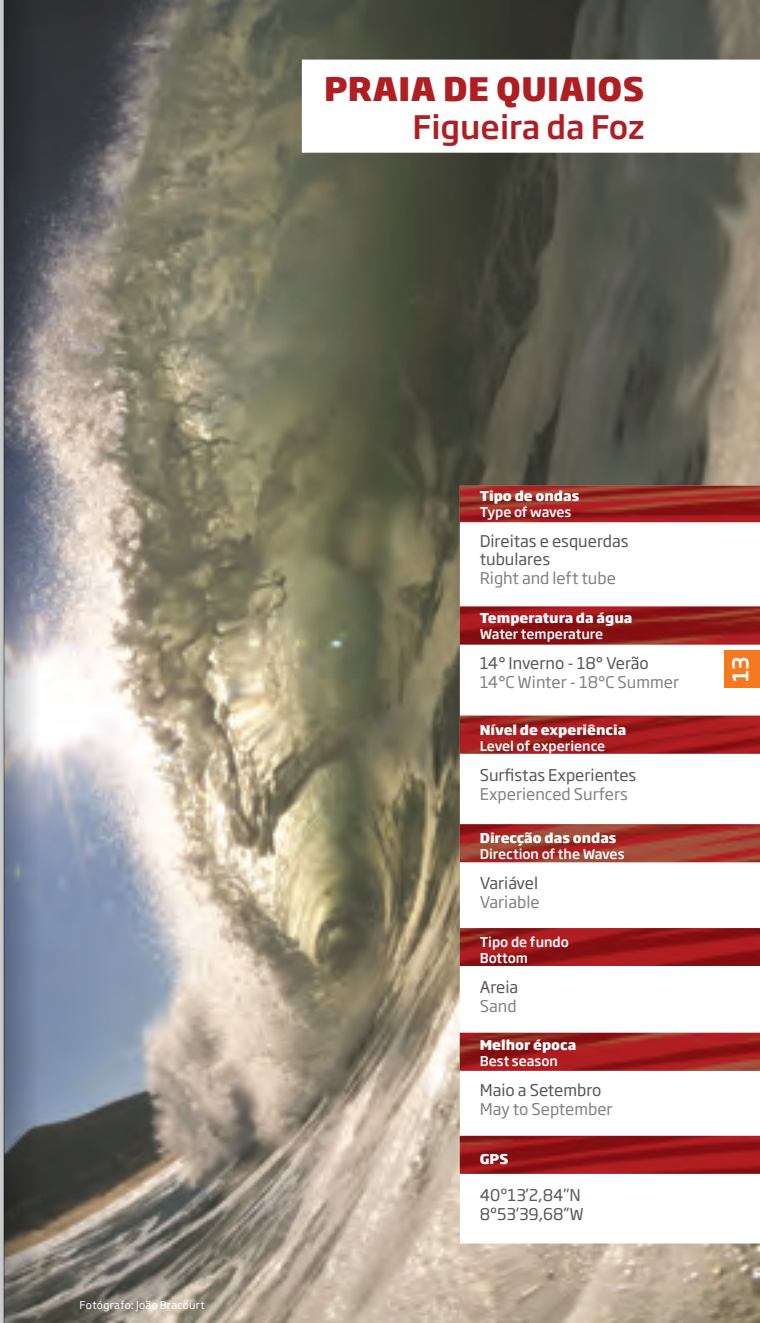 PRAIA DE QUIAIOS
Figueira da Foz
Tipo de ondas
Type of waves
Direitas e esquerdas
tubulares
Right and left tube
Temperatura da água
Water temperature
14° Inverno - 18° Verão
14°C Winter - 18°C Summer
13
Nível de experiência
Level of experience
Surfistas Experientes
Experienced Surfers
Direcção das ondas
Direction of the Waves
Variável
Variable
Tipo de fundo
Bottom
Areia
Sand
Melhor época
Best season
Maio a Setembro
May to September
GPS
40°13’2,84”N
8°53’39,68”W
Fotógrafo: João Bracourt